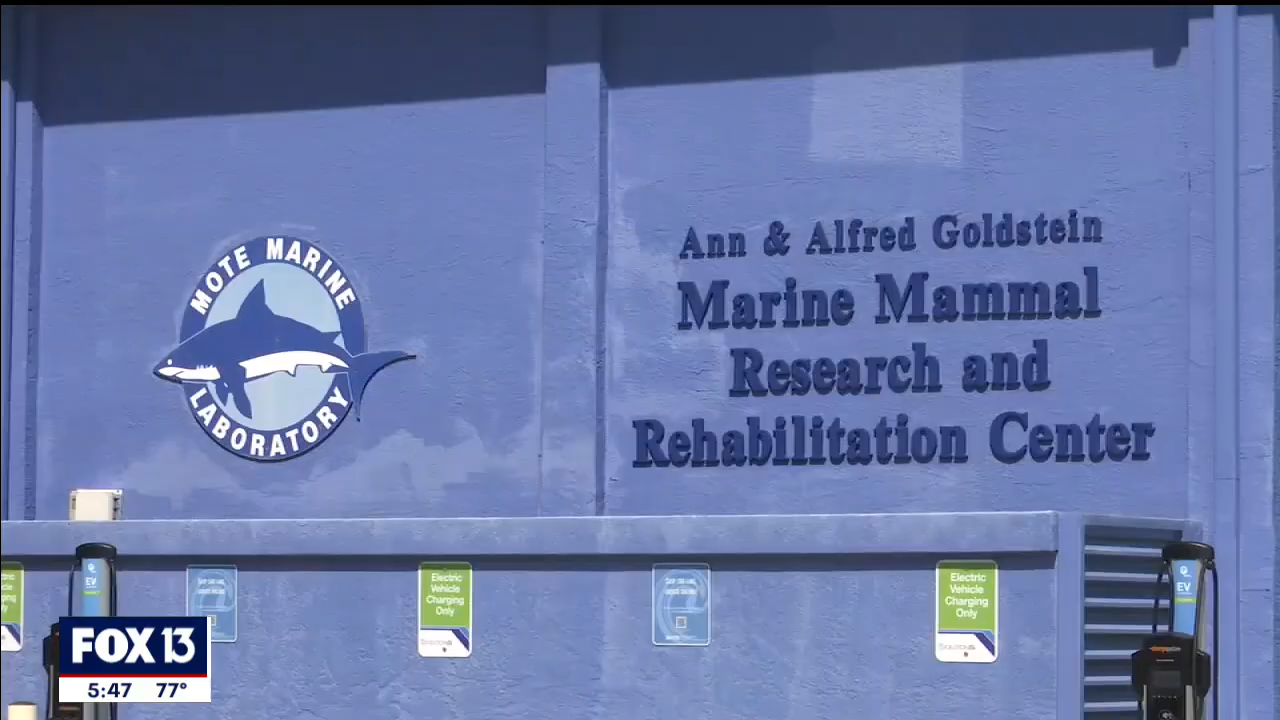 MOTE MARINE
LABORATORY
Ann & Alfred Goldstein
Marine Mammal
Research and
Rehabilitation Center
Electric
Vehicle
Charging
Only
Electric
Vehicle
Charging
Only
EV
EV
FOX 13
5:47 77°